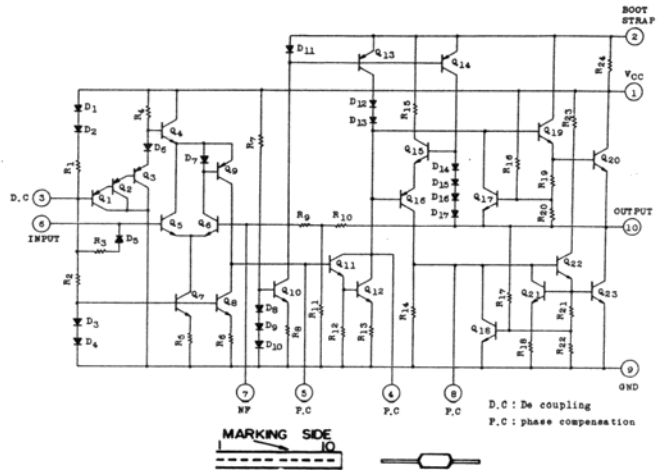 BOOT
STRAP
2
D11
Q13
Q14
R24
VCC
1
D1
D2
R4
Q4
D6
D7
Q9
R7
D12
D13
R15
Q19
R23
R1
Q3
Q2
Q1
D.C
3
Q15
D14
D15
D16
D17
R16
Q20
R19
R20
Q16
Q17
6
INPUT
Q5
Q6
R9
R10
10
OUTPUT
R3
D5
R2
Q7
Q8
Q10
Q11
Q12
R14
R17
Q21
Q22
Q23
R21
D3
D4
R5
R6
D8
D9
D10
R8
R11
R12
R13
Q18
R18
R22
9
GND
7
NF
5
P.C
4
P.C
8
P.C
D.C : De coupling
P.C : phase compensation
MARKING SIDE
1 10